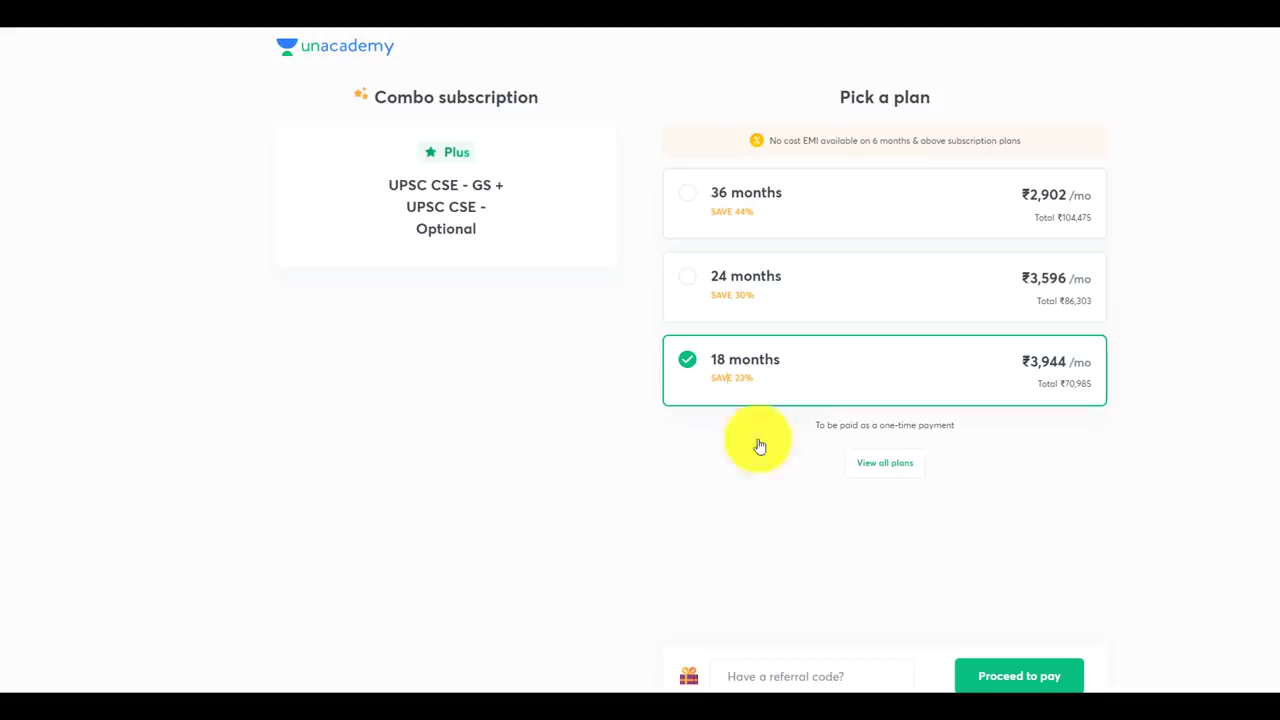 unacademy
Combo subscription
Plus
UPSC CSE - GS +
UPSC CSE -
Optional
Pick a plan
No cost EMI available on 6 months & above subscription plans
36 months
₹2,902 /mo
SAVE 44%
Total ₹104,475
24 months
₹3,596 /mo
SAVE 30%
Total ₹86,303
18 months
₹3,944 /mo
SAVE 23%
Total ₹70,985
To be paid as a one-time payment
View all plans
Have a referral code?
Proceed to pay